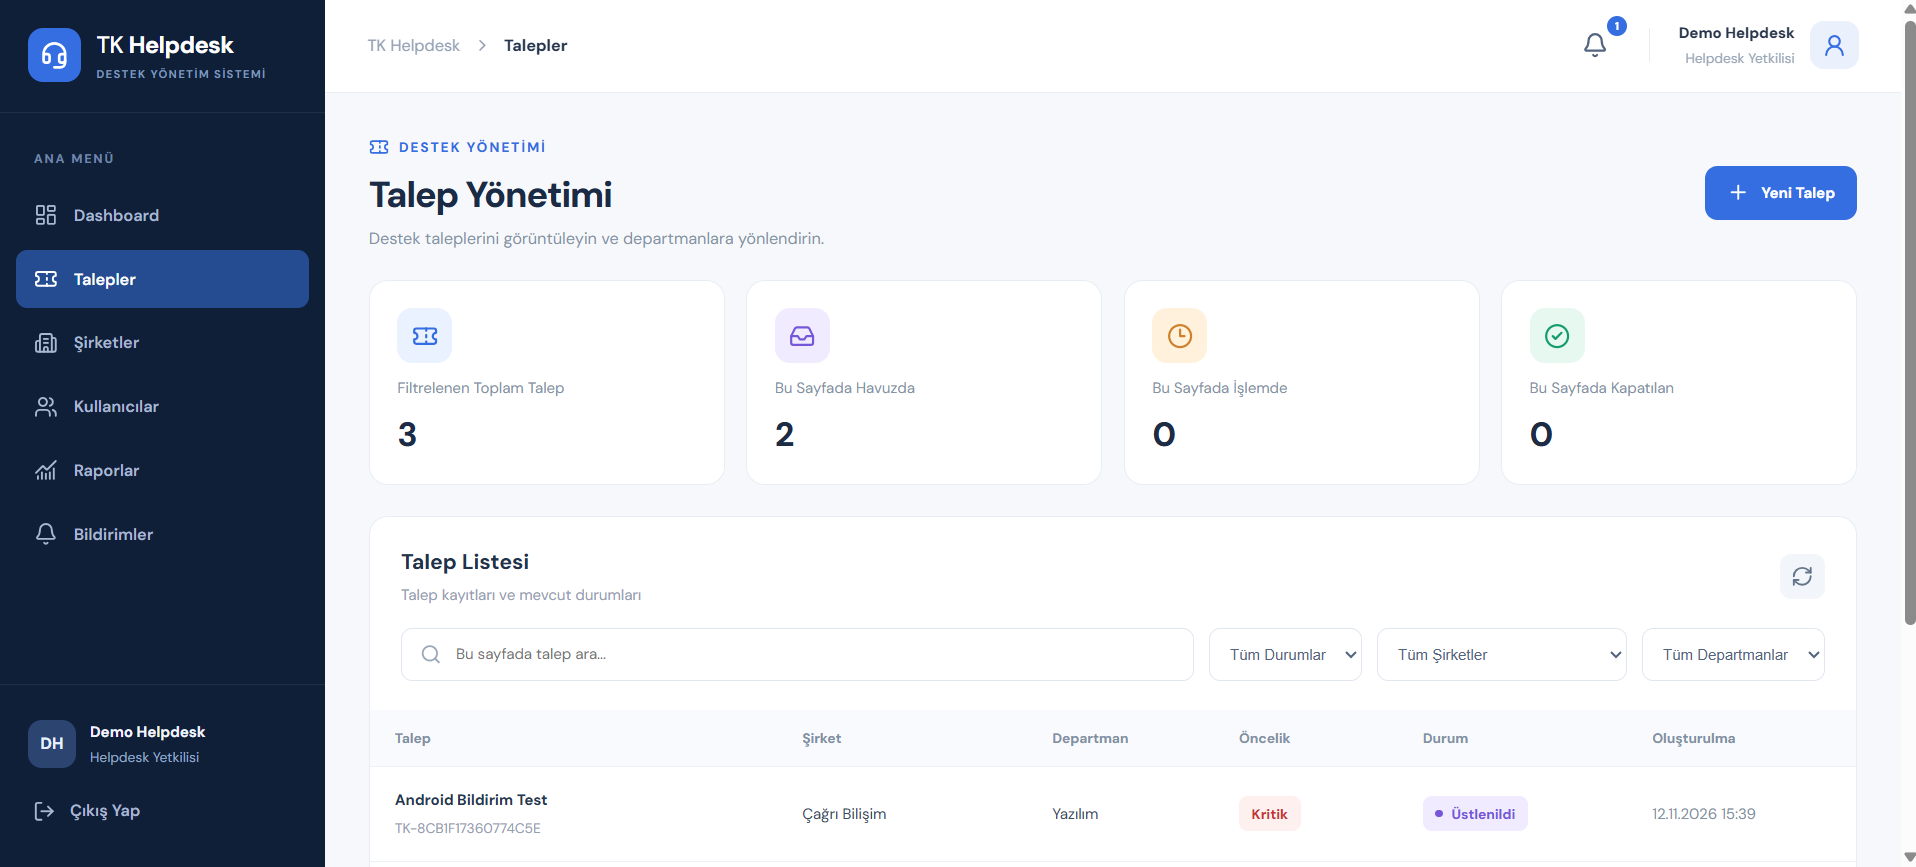 TK Helpdesk
DESTEK YÖNETİM SİSTEMİ
ANA MENÜ
Dashboard
Talepler
Şirketler
Kullanıcılar
Raporlar
Bildirimler
DH
Demo Helpdesk
Helpdesk Yetkilisi
Çıkış Yap
TK Helpdesk > Talepler
1
Demo Helpdesk
Helpdesk Yetkilisi
DESTEK YÖNETİMİ
Talep Yönetimi
Destek taleplerini görüntüleyin ve departmanlara yönlendirin.
+ Yeni Talep
Filtrelenen Toplam Talep
3
Bu Sayfada Havuzda
2
Bu Sayfada İşlemde
0
Bu Sayfada Kapatılan
0
Talep Listesi
Talep kayıtları ve mevcut durumları
Bu sayfada talep ara...
Tüm Durumlar
Tüm Şirketler
Tüm Departmanlar
Talep Şirket Departman Öncelik Durum Oluşturulma
Android Bildirim Test
TK-8CB1F17360774C5E
Çağrı Bilişim
Yazılım
Kritik
Üstlenildi
12.11.2026 15:39